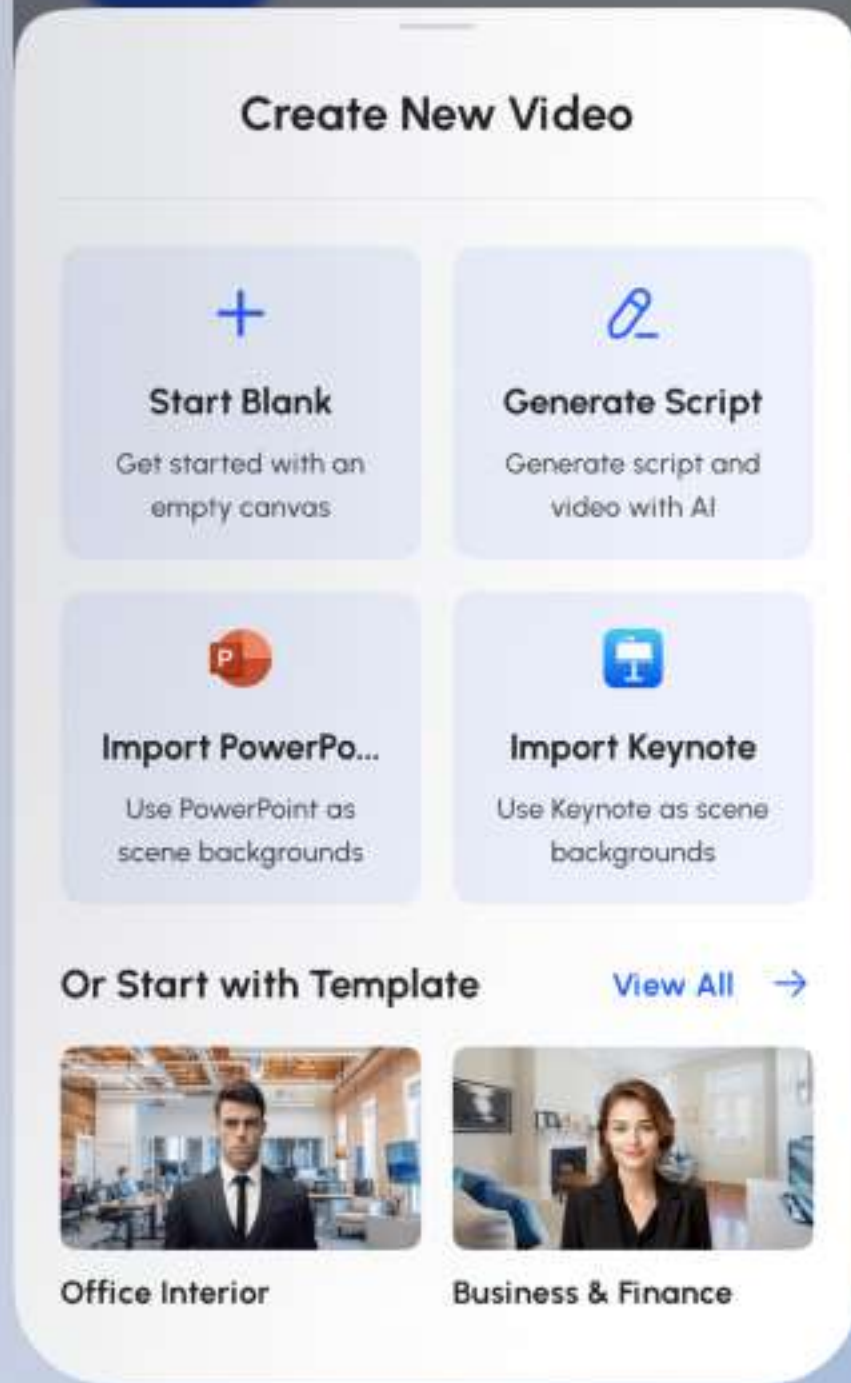 Create New Video
Start Blank
Get started with an
empty canvas
Generate Script
Generate script and
video with AI
P
Import PowerPo...
Use PowerPoint as
scene backgrounds
Import Keynote
Use Keynote as scene
backgrounds
Or Start with Template
View All
Office Interior
Business & Finance